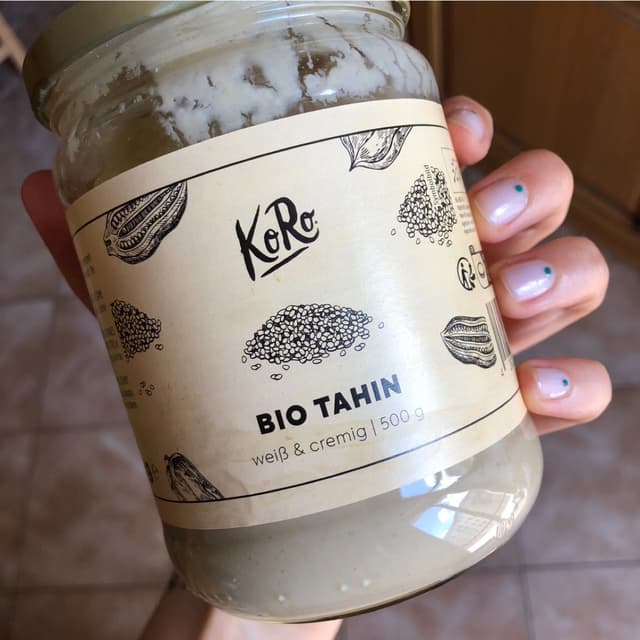 KoRo
BIO TAHIN
weiß & cremig | 500 g